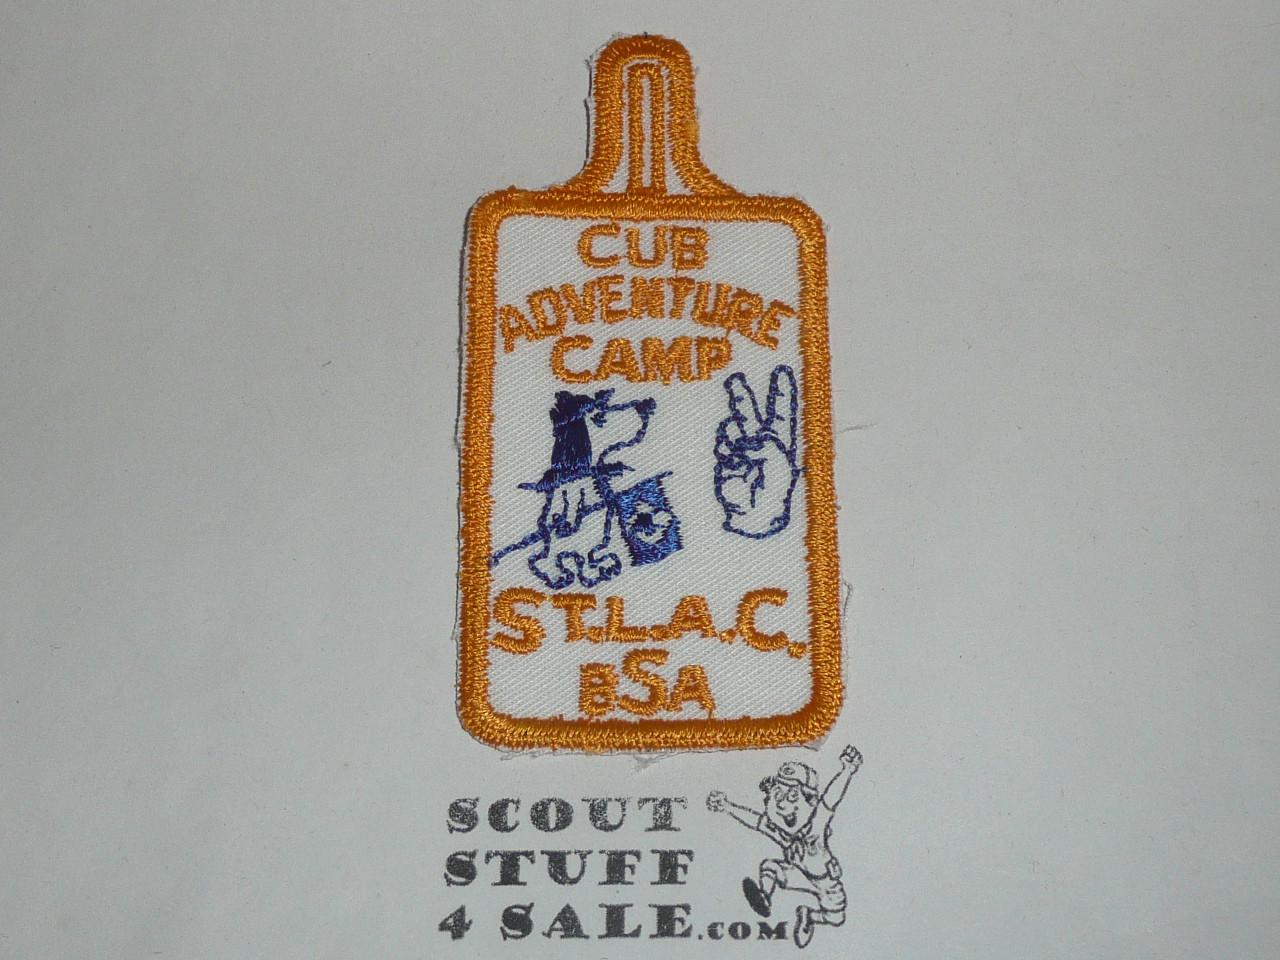 CUB
ADVENTURE
CAMP
ST.L.A.C.
BSA
SCOUT
STUFF
4 SALE.COM